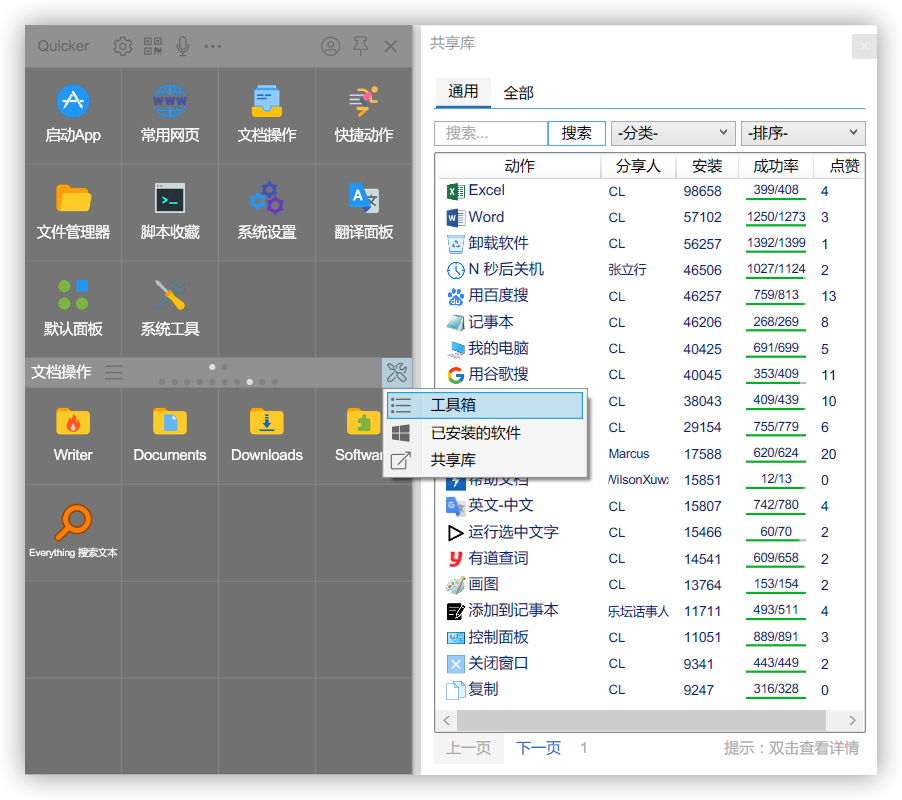 Quicker
启动App
常用网页
文档操作
快捷动作
文件管理器
脚本收藏
系统设置
翻译面板
默认面板
系统工具
文档操作
Writer
Documents
Downloads
Softwar
Everything 搜索文本
工具箱
已安装的软件
共享库
共享库
通用 全部
搜索... 搜索 -分类- -排序-
动作 分享人 安装 成功率 点赞
Excel CL 98658 399/408 4
Word CL 57102 1250/1273 3
卸载软件 CL 56257 1392/1399 1
N 秒后关机 张立行 46506 1027/1124 2
用百度搜 CL 46257 759/813 13
记事本 CL 46206 268/269 8
我的电脑 CL 40425 691/699 5
用谷歌搜 CL 40045 353/409 11
CL 38043 409/439 10
CL 29154 755/779 6
Marcus 17588 620/624 20
帮助文档 WilsonXuwx 15851 12/13 0
英文-中文 CL 15807 742/780 4
运行选中文字 CL 15466 60/70 2
有道查词 CL 14541 609/658 2
画图 CL 13764 153/154 2
添加到记事本 乐坛话事人 11711 493/511 4
控制面板 CL 11051 889/891 3
关闭窗口 CL 9341 443/449 2
复制 CL 9247 316/328 0
上一页 下一页 1 提示：双击查看详情